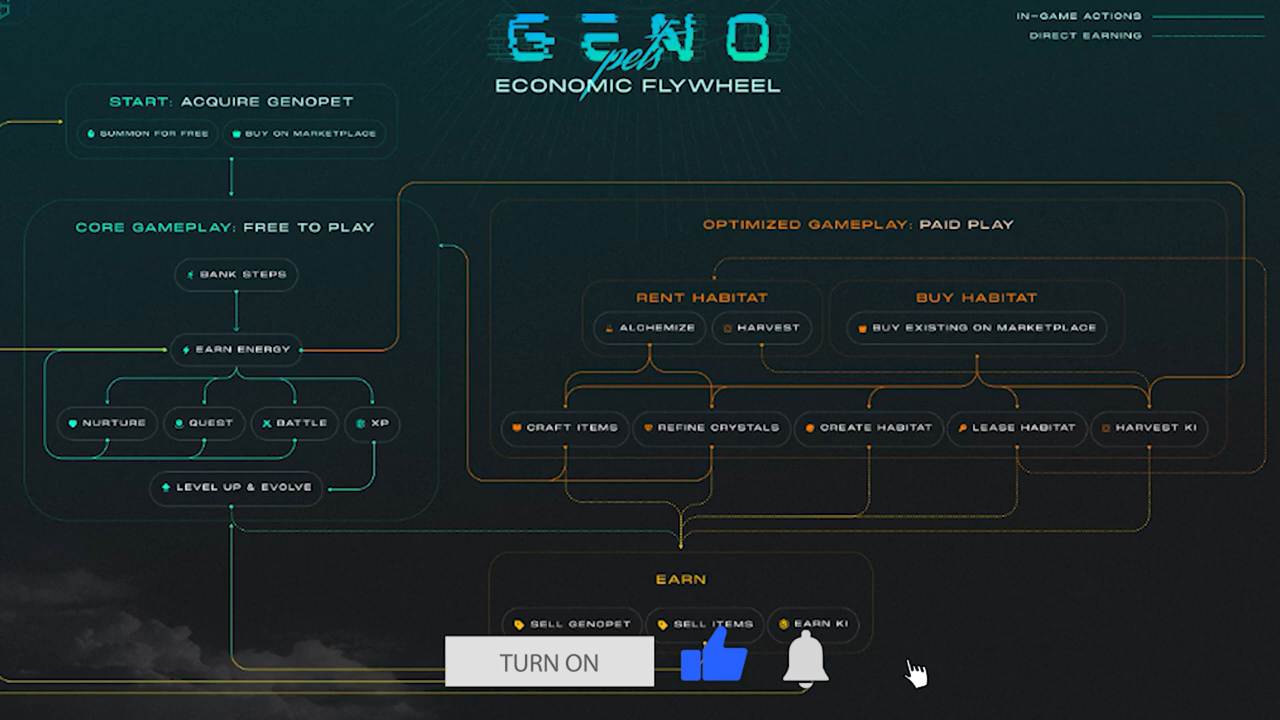 GENO
pets
ECONOMIC FLYWHEEL
IN-GAME ACTIONS
DIRECT EARNING
START: ACQUIRE GENOPET
SUMMON FOR FREE
BUY ON MARKETPLACE
CORE GAMEPLAY: FREE TO PLAY
BANK STEPS
EARN ENERGY
NURTURE
QUEST
BATTLE
XP
LEVEL UP & EVOLVE
OPTIMIZED GAMEPLAY: PAID PLAY
RENT HABITAT
ALCHEMIZE
HARVEST
BUY HABITAT
BUY EXISTING ON MARKETPLACE
CRAFT ITEMS
REFINE CRYSTALS
CREATE HABITAT
LEASE HABITAT
HARVEST KI
EARN
SELL GENOPET
SELL ITEMS
EARN KI
TURN ON